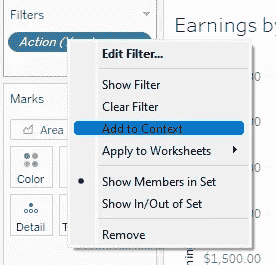 Filters
Earnings by
Action (Y
Edit Filter...
Show Filter
Clear Filter
Marks
Add to Context
Area
Apply to Worksheets
Color
Show Members in Set
Show In/Out of Set
Detail
Remove
$1,500.00